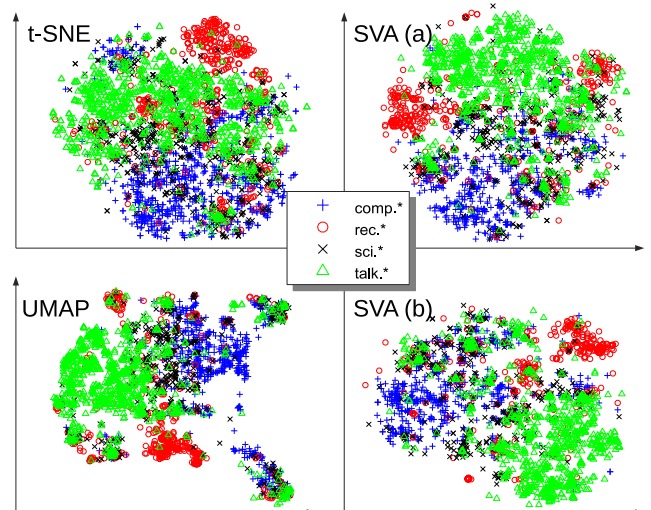 t-SNE
SVA (a)
comp.*
rec.*
sci.*
talk.*
UMAP
SVA (b)